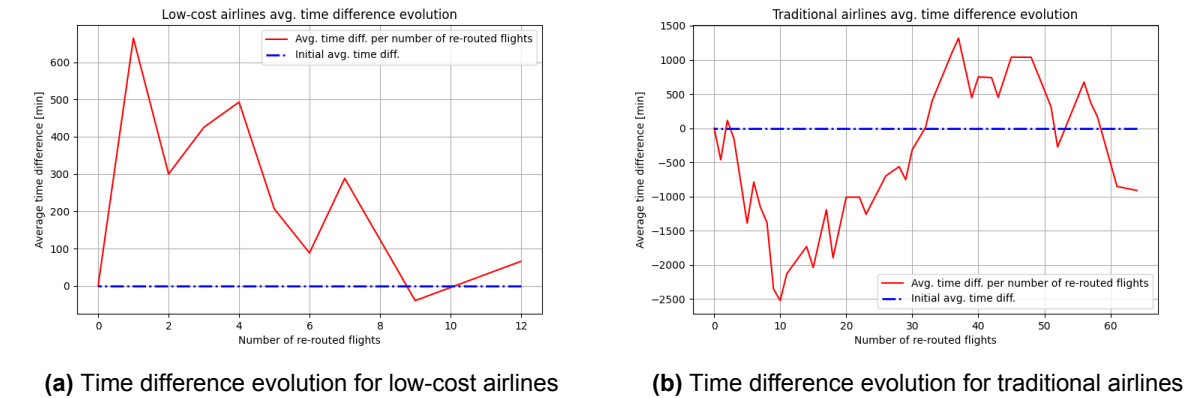 Low-cost airlines avg. time difference evolution
Avg. time diff. per number of re-routed flights
Initial avg. time diff.
Average time difference [min]
600
500
400
300
200
100
0
0 2 4 6 8 10 12
Number of re-routed flights
(a) Time difference evolution for low-cost airlines
Traditional airlines avg. time difference evolution
Average time difference [min]
1500
1000
500
0
−500
−1000
−1500
−2000
−2500
Avg. time diff. per number of re-routed flights
Initial avg. time diff.
0 10 20 30 40 50 60
Number of re-routed flights
(b) Time difference evolution for traditional airlines